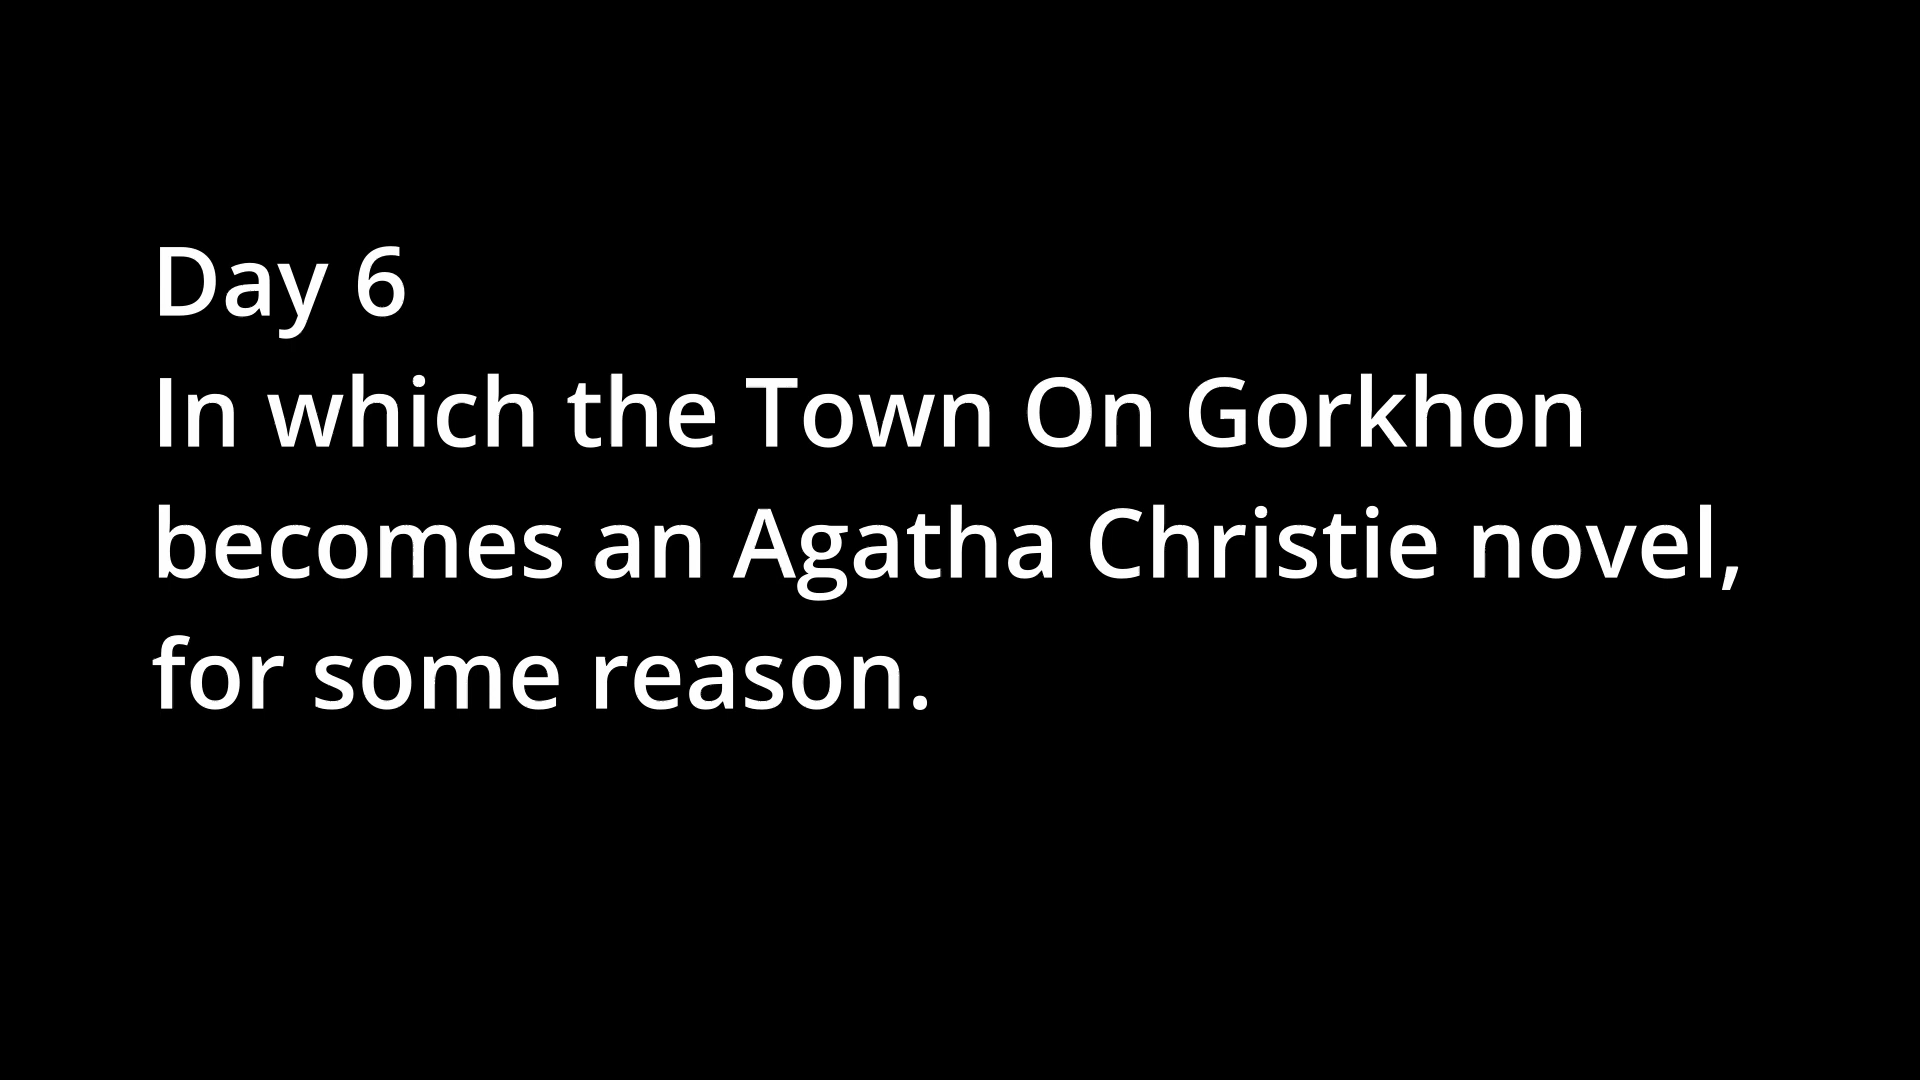 Day 6
In which the Town On Gorkhon
becomes an Agatha Christie novel,
for some reason.